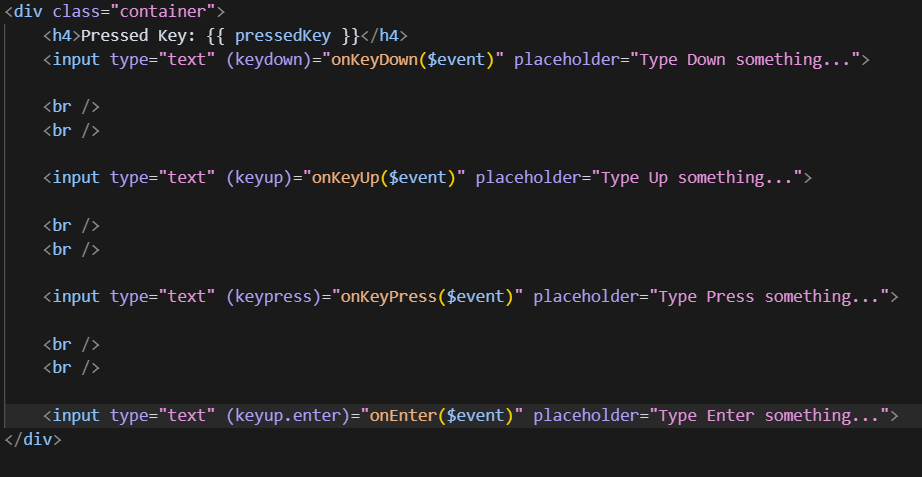 <div class="container">
<h4>Pressed Key: {{ pressedKey }}</h4>
<input type="text" (keydown)="onKeyDown($event)" placeholder="Type Down something...">
<br />
<br />
<input type="text" (keyup)="onKeyUp($event)" placeholder="Type Up something...">
<br />
<br />
<input type="text" (keypress)="onKeyPress($event)" placeholder="Type Press something...">
<br />
<br />
<input type="text" (keyup.enter)="onEnter($event)" placeholder="Type Enter something...">
</div>